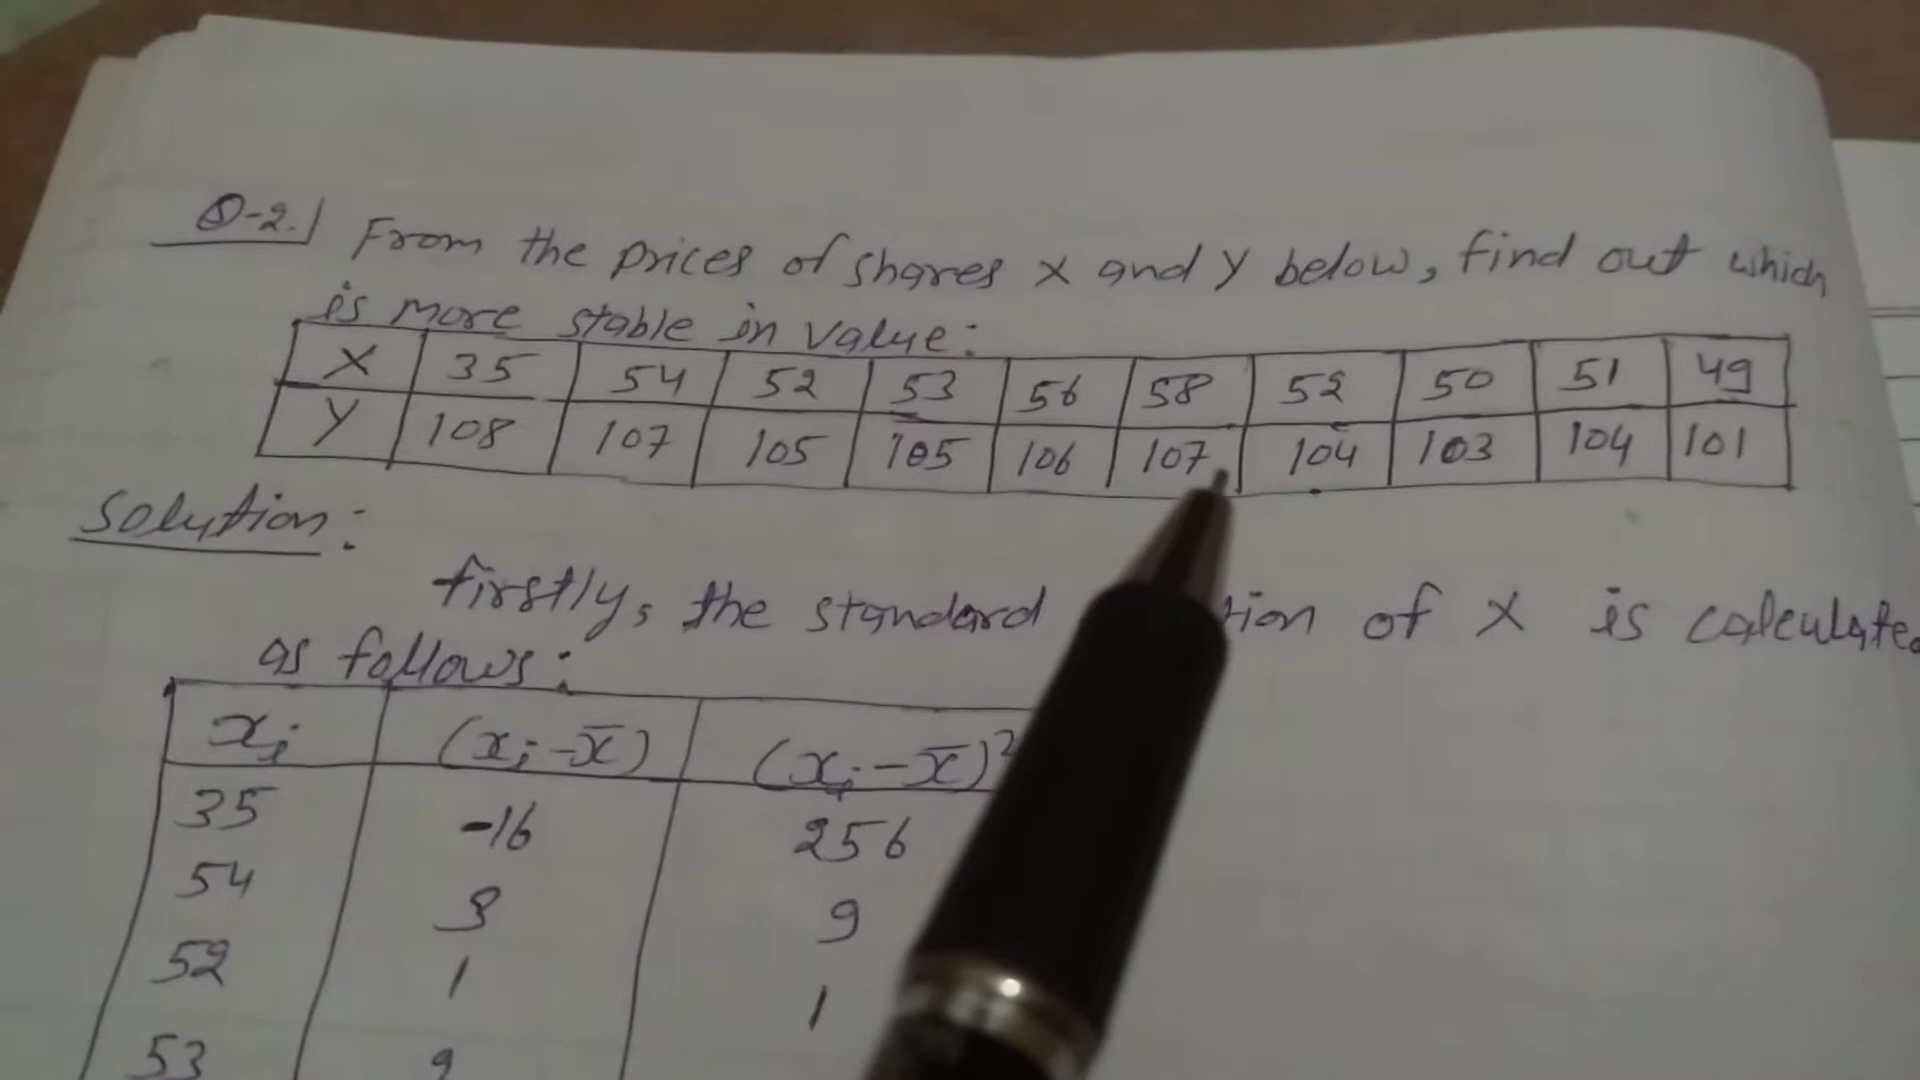 Q-2.| From the prices of shares X and Y below, find out which
is more stable in value:
X 35 54 52 53 56 58 52 50 51 49
Y 108 107 105 105 106 107 104 103 104 101
Solution:
firstly, the standard tion of X is calculate
as follows:
xi (xi - x̄) (xi - x̄)²
35 -16 256
54 3 9
52 1 1
53